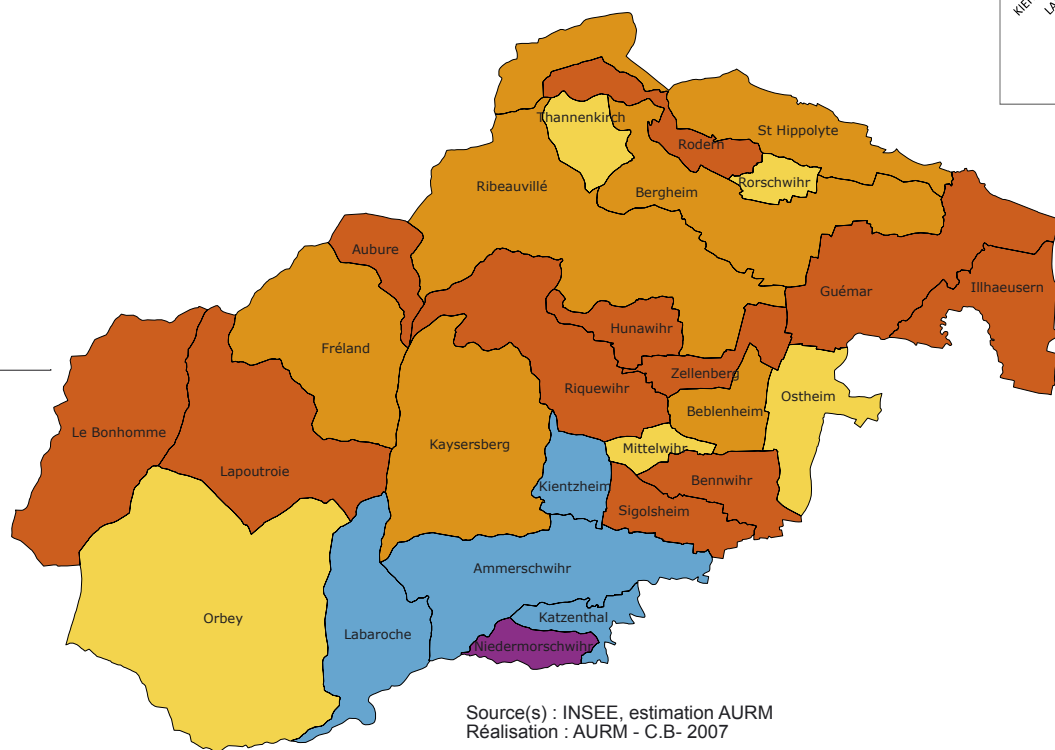 Thannenkirch
St Hippolyte
Rodern
Rorschwihr
Ribeauvillé
Bergheim
Aubure
Guémar
Illhaeusern
Hunawihr
Fréland
Zellenberg
Riquewihr
Ostheim
Beblenheim
Le Bonhomme
Kaysersberg
Mittelwihr
Lapoutroie
Bennwihr
Kientzheim
Sigolsheim
Ammerschwihr
Orbey
Katzenthal
Labaroche
Niedermorschwihr
Source(s) : INSEE, estimation AURM
Réalisation : AURM - C.B- 2007